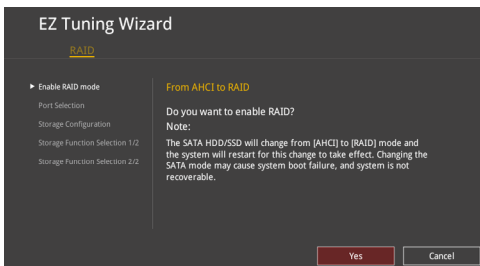 EZ Tuning Wizard
RAID
Enable RAID mode
Port Selection
Storage Configuration
Storage Function Selection 1/2
Storage Function Selection 2/2
From AHCI to RAID
Do you want to enable RAID?
Note:
The SATA HDD/SSD will change from [AHCI] to [RAID] mode and
the system will restart for this change to take effect. Changing the
SATA mode may cause system boot failure, and system is not
recoverable.
Yes
Cancel